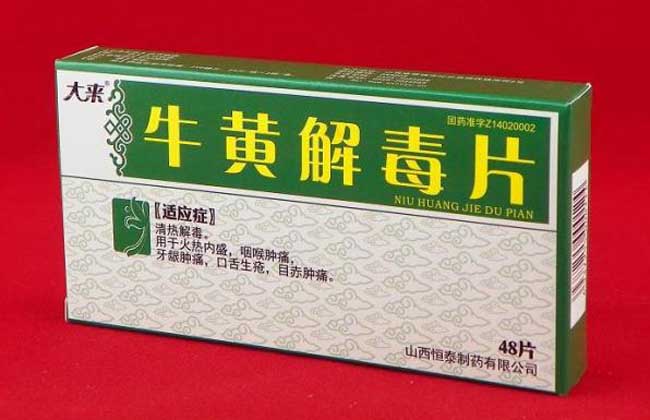 大来®
国药准字Z14020002
牛黄解毒片
NIU HUANG JIE DU PIAN
【适应症】
清热解毒。
用于火热内盛，咽喉肿痛，
牙龈肿痛，口舌生疮，目赤肿痛。
48片
山西恒泰制药有限公司